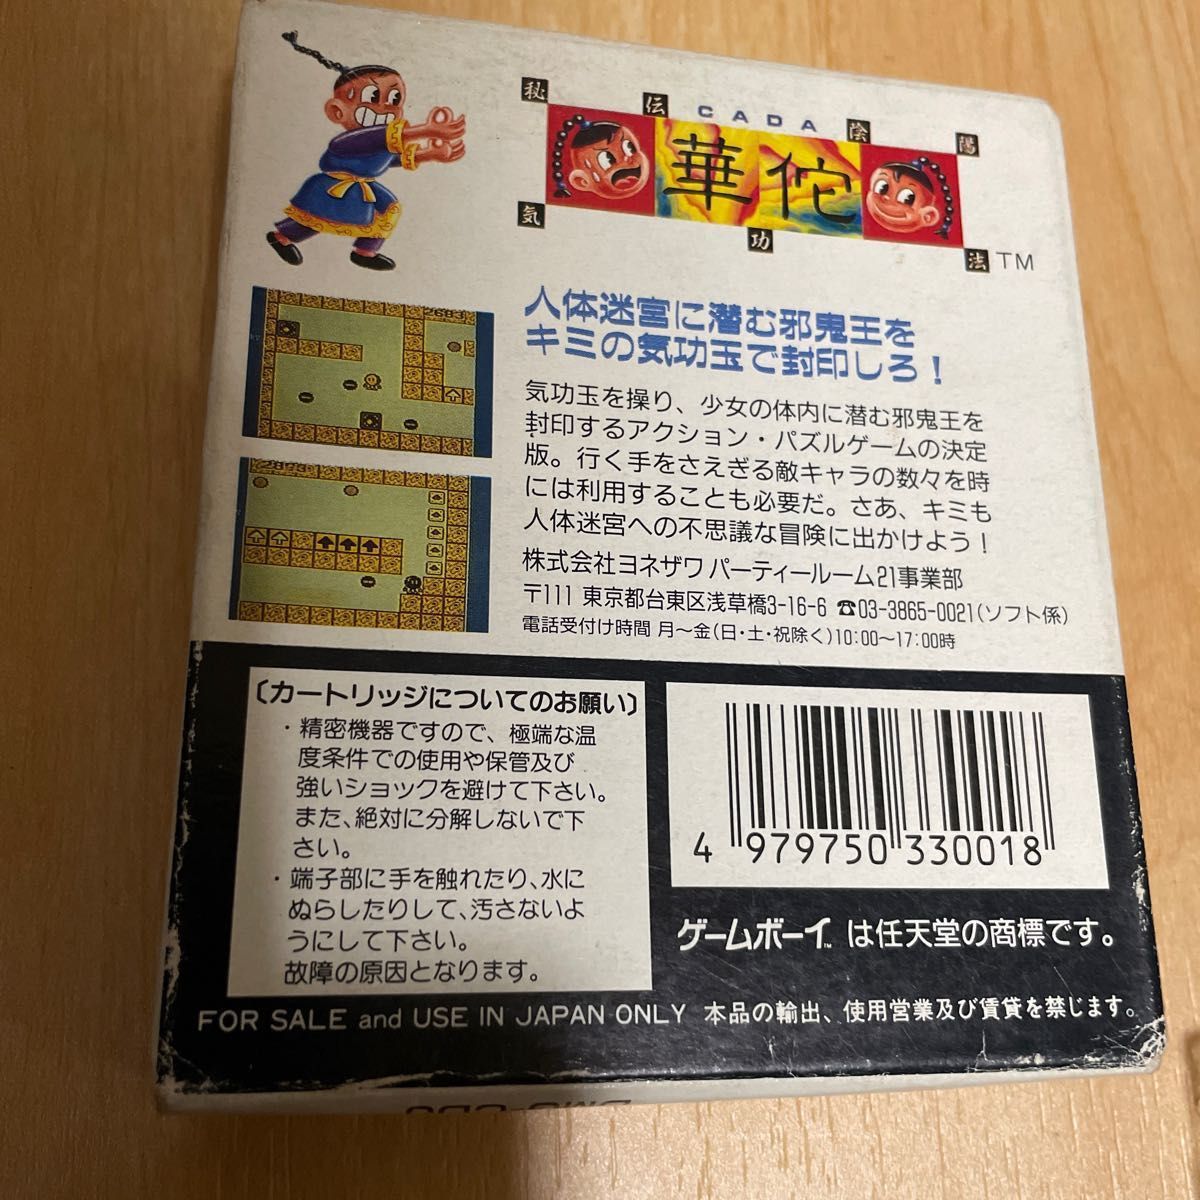 秘伝 陰陽
CADA
華佗
気功法
TM
人体迷宮に潜む邪鬼王を
キミの気功玉で封印しろ！
気功玉を操り、少女の体内に潜む邪鬼王を
封印するアクション・パズルゲームの決定
版。行く手をさえぎる敵キャラの数々を時
には利用することも必要だ。さあ、キミも
人体迷宮への不思議な冒険に出かけよう！
株式会社ヨネザワ パーティールーム21事業部
〒111 東京都台東区浅草橋3-16-6 ☎03-3865-0021(ソフト係)
電話受付け時間 月〜金(日・土・祝除く)10:00〜17:00時
〔カートリッジについてのお願い〕
・精密機器ですので、極端な温
度条件での使用や保管及び
強いショックを避けて下さい。
また、絶対に分解しないで下
さい。
・端子部に手を触れたり、水に
ぬらしたりして、汚さないよ
うにして下さい。
故障の原因となります。
4 979750 330018
ゲームボーイ™ は任天堂の商標です。
FOR SALE and USE IN JAPAN ONLY 本品の輸出、使用営業及び賃貸を禁じます。